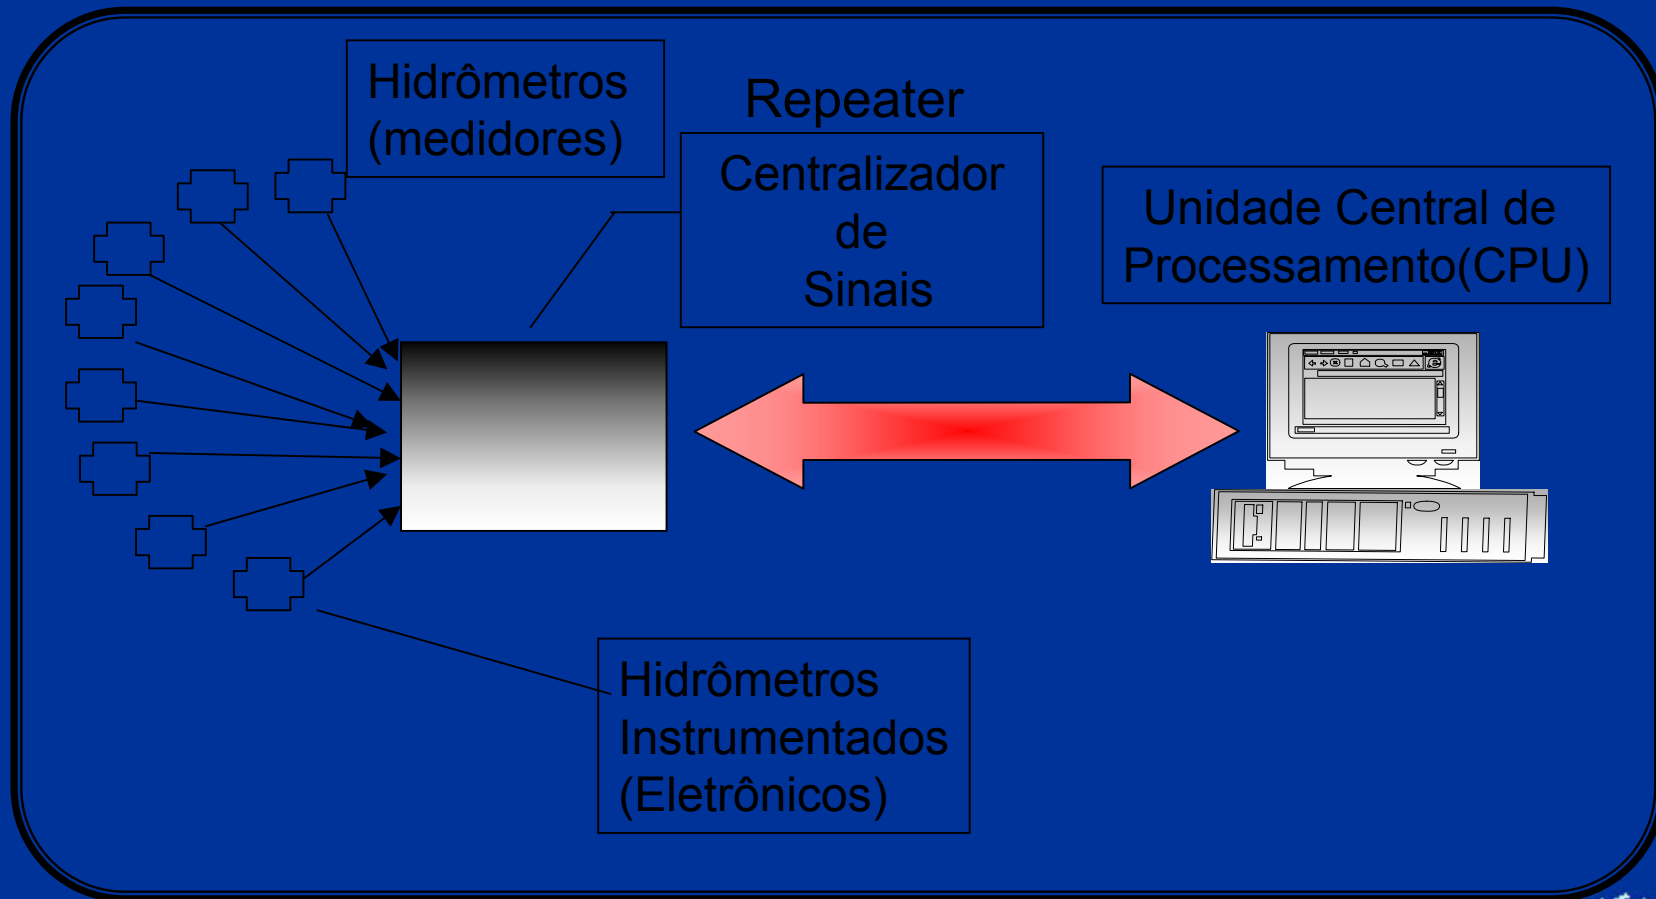 Hidrômetros
(medidores)
Repeater
Centralizador
de
Sinais
Unidade Central de
Processamento(CPU)
Hidrômetros
Instrumentados
(Eletrônicos)